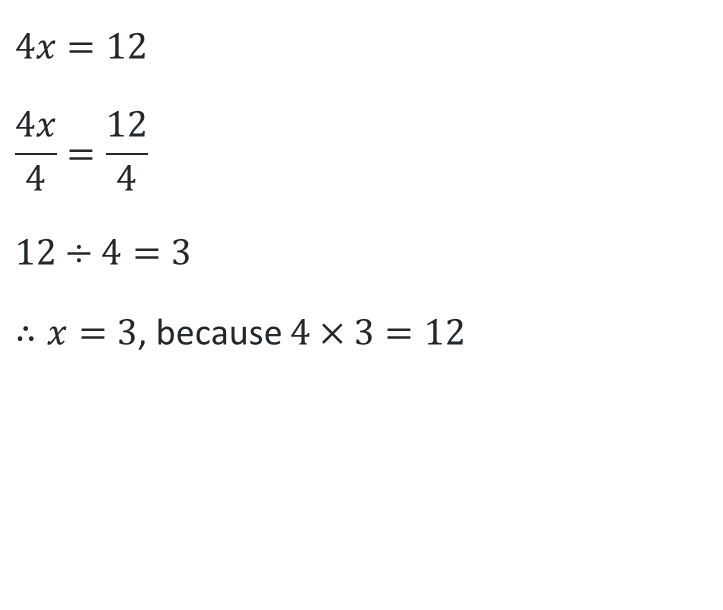 4x = 12
4x/4 = 12/4
12 ÷ 4 = 3
∴ x = 3, because 4 × 3 = 12